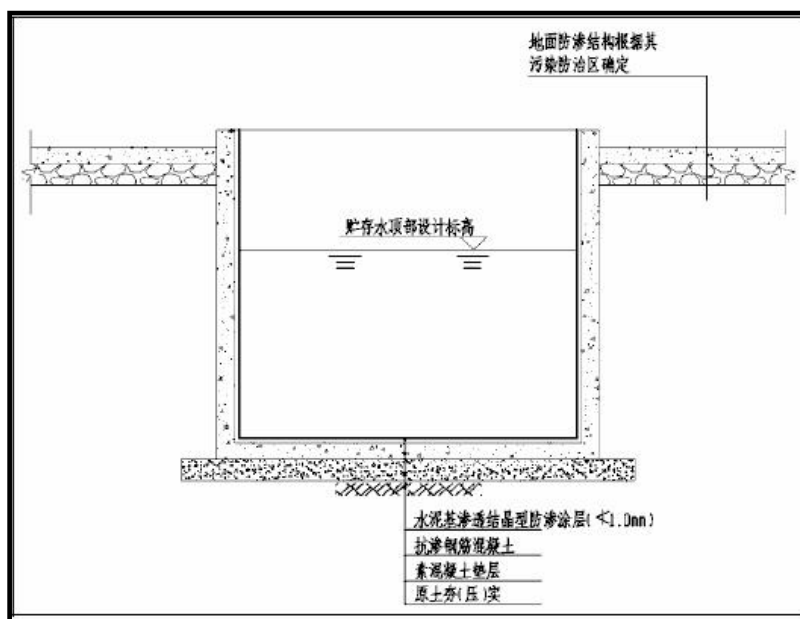 地面防渗结构根据其
污染防治区确定
贮存水顶部设计标高
水泥基渗透结晶型防渗涂层(≮1.0mm)
抗渗钢筋混凝土
素混凝土垫层
原土夯(压)实